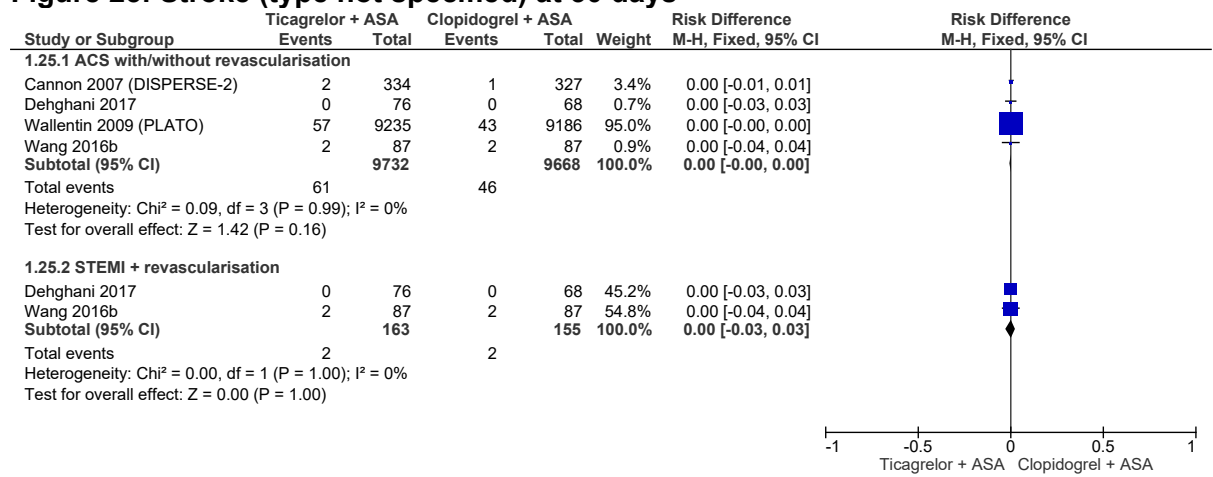 Ticagrelor + ASA Clopidogrel + ASA Risk Difference Risk Difference
Study or Subgroup Events Total Events Total Weight M-H, Fixed, 95% CI M-H, Fixed, 95% CI
1.25.1 ACS with/without revascularisation
Cannon 2007 (DISPERSE-2) 2 334 1 327 3.4% 0.00 [-0.01, 0.01]
Dehghani 2017 0 76 0 68 0.7% 0.00 [-0.03, 0.03]
Wallentin 2009 (PLATO) 57 9235 43 9186 95.0% 0.00 [-0.00, 0.00]
Wang 2016b 2 87 2 87 0.9% 0.00 [-0.04, 0.04]
Subtotal (95% CI) 9732 9668 100.0% 0.00 [-0.00, 0.00]
Total events 61 46
Heterogeneity: Chi² = 0.09, df = 3 (P = 0.99); I² = 0%
Test for overall effect: Z = 1.42 (P = 0.16)
1.25.2 STEMI + revascularisation
Dehghani 2017 0 76 0 68 45.2% 0.00 [-0.03, 0.03]
Wang 2016b 2 87 2 87 54.8% 0.00 [-0.04, 0.04]
Subtotal (95% CI) 163 155 100.0% 0.00 [-0.03, 0.03]
Total events 2 2
Heterogeneity: Chi² = 0.00, df = 1 (P = 1.00); I² = 0%
Test for overall effect: Z = 0.00 (P = 1.00)
-1 -0.5 0 0.5 1
Ticagrelor + ASA Clopidogrel + ASA